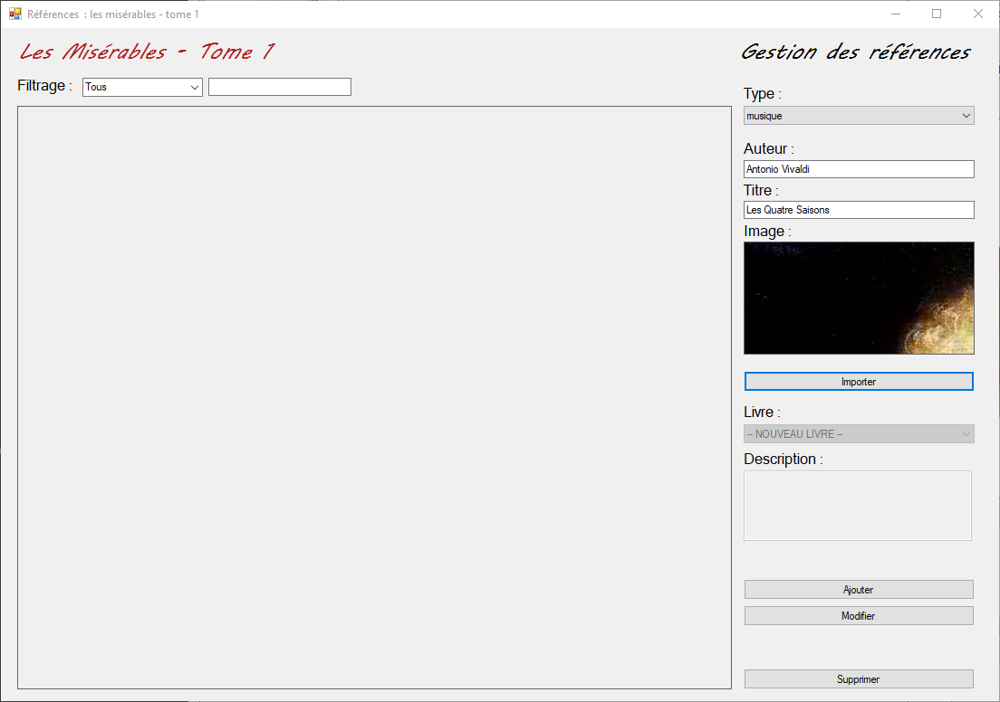 Références : les misérables - tome 1
Les Misérables - Tome 1
Gestion des références
Filtrage :
Tous
Type :
musique
Auteur :
Antonio Vivaldi
Titre :
Les Quatre Saisons
Image :
Importer
Livre :
-- NOUVEAU LIVRE --
Description :
Ajouter
Modifier
Supprimer